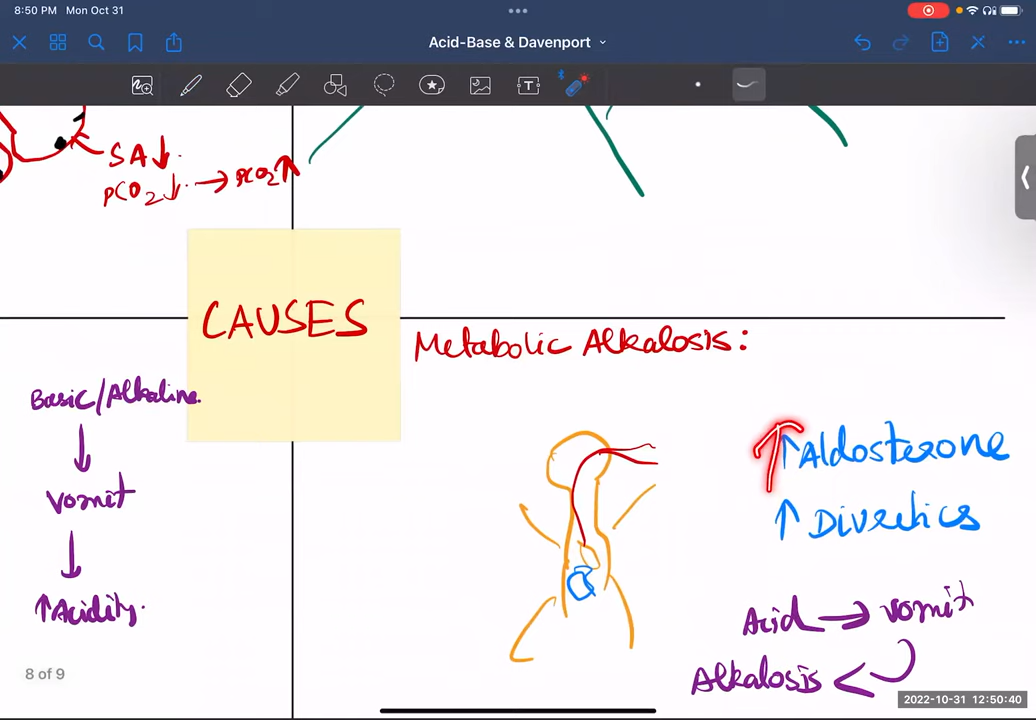 8:50 PM Mon Oct 31
Acid-Base & Davenport
T
SA↓
PCO2↓ → PCO2↑
CAUSES
Metabolic Alkalosis:
Basic/Alkaline
↓
Vomit
↓
↑Acidity
↑Aldosterone
↑ Diuretics
Acid → Vomit
Alkalosis <
8 of 9
2022-10-31 12:50:40